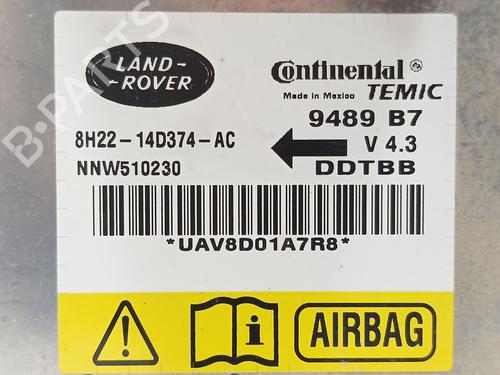 LAND-
-ROVER
Continental
Made in Mexico TEMIC
8H22-14D374-AC
NNW510230
9489 B7
V 4.3
DDTBB
*UAV8D01A7R8*
AIRBAG
B-PARTS